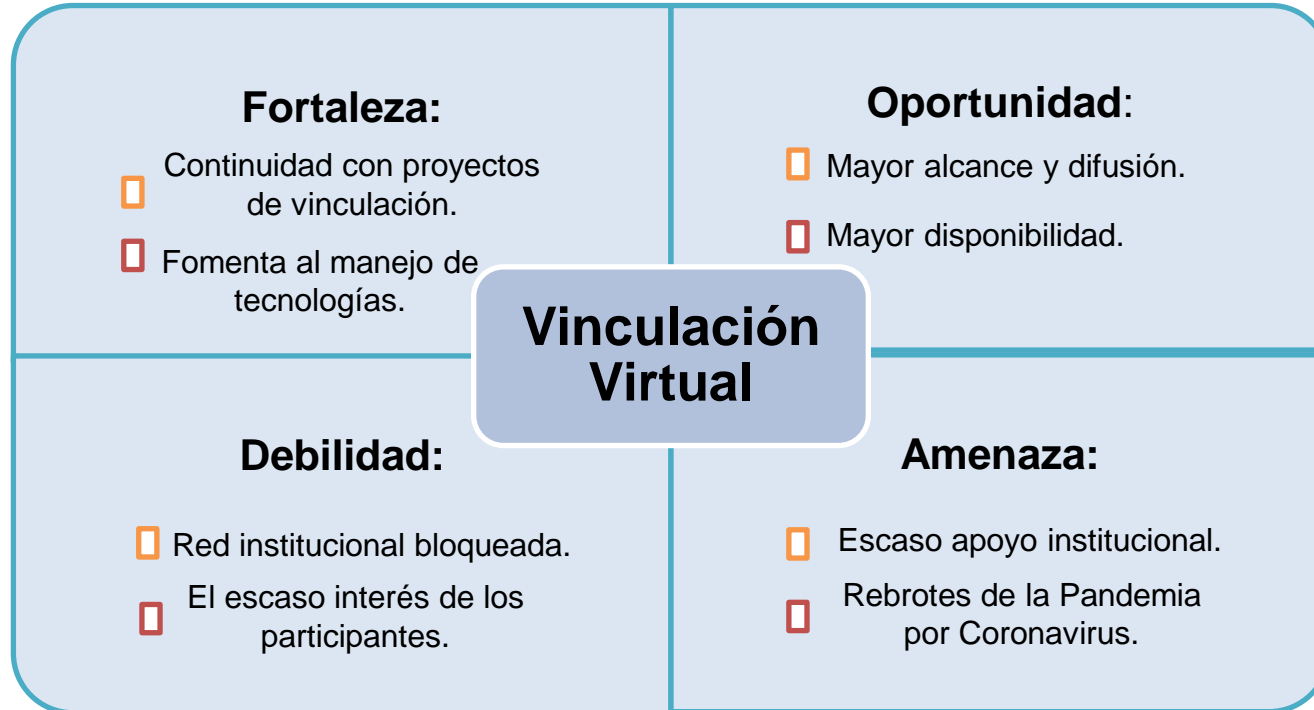 Fortaleza:
Continuidad con proyectos
de vinculación.
Fomenta al manejo de
tecnologías.
Oportunidad:
Mayor alcance y difusión.
Mayor disponibilidad.
Vinculación
Virtual
Debilidad:
Red institucional bloqueada.
El escaso interés de los
participantes.
Amenaza:
Escaso apoyo institucional.
Rebrotes de la Pandemia
por Coronavirus.